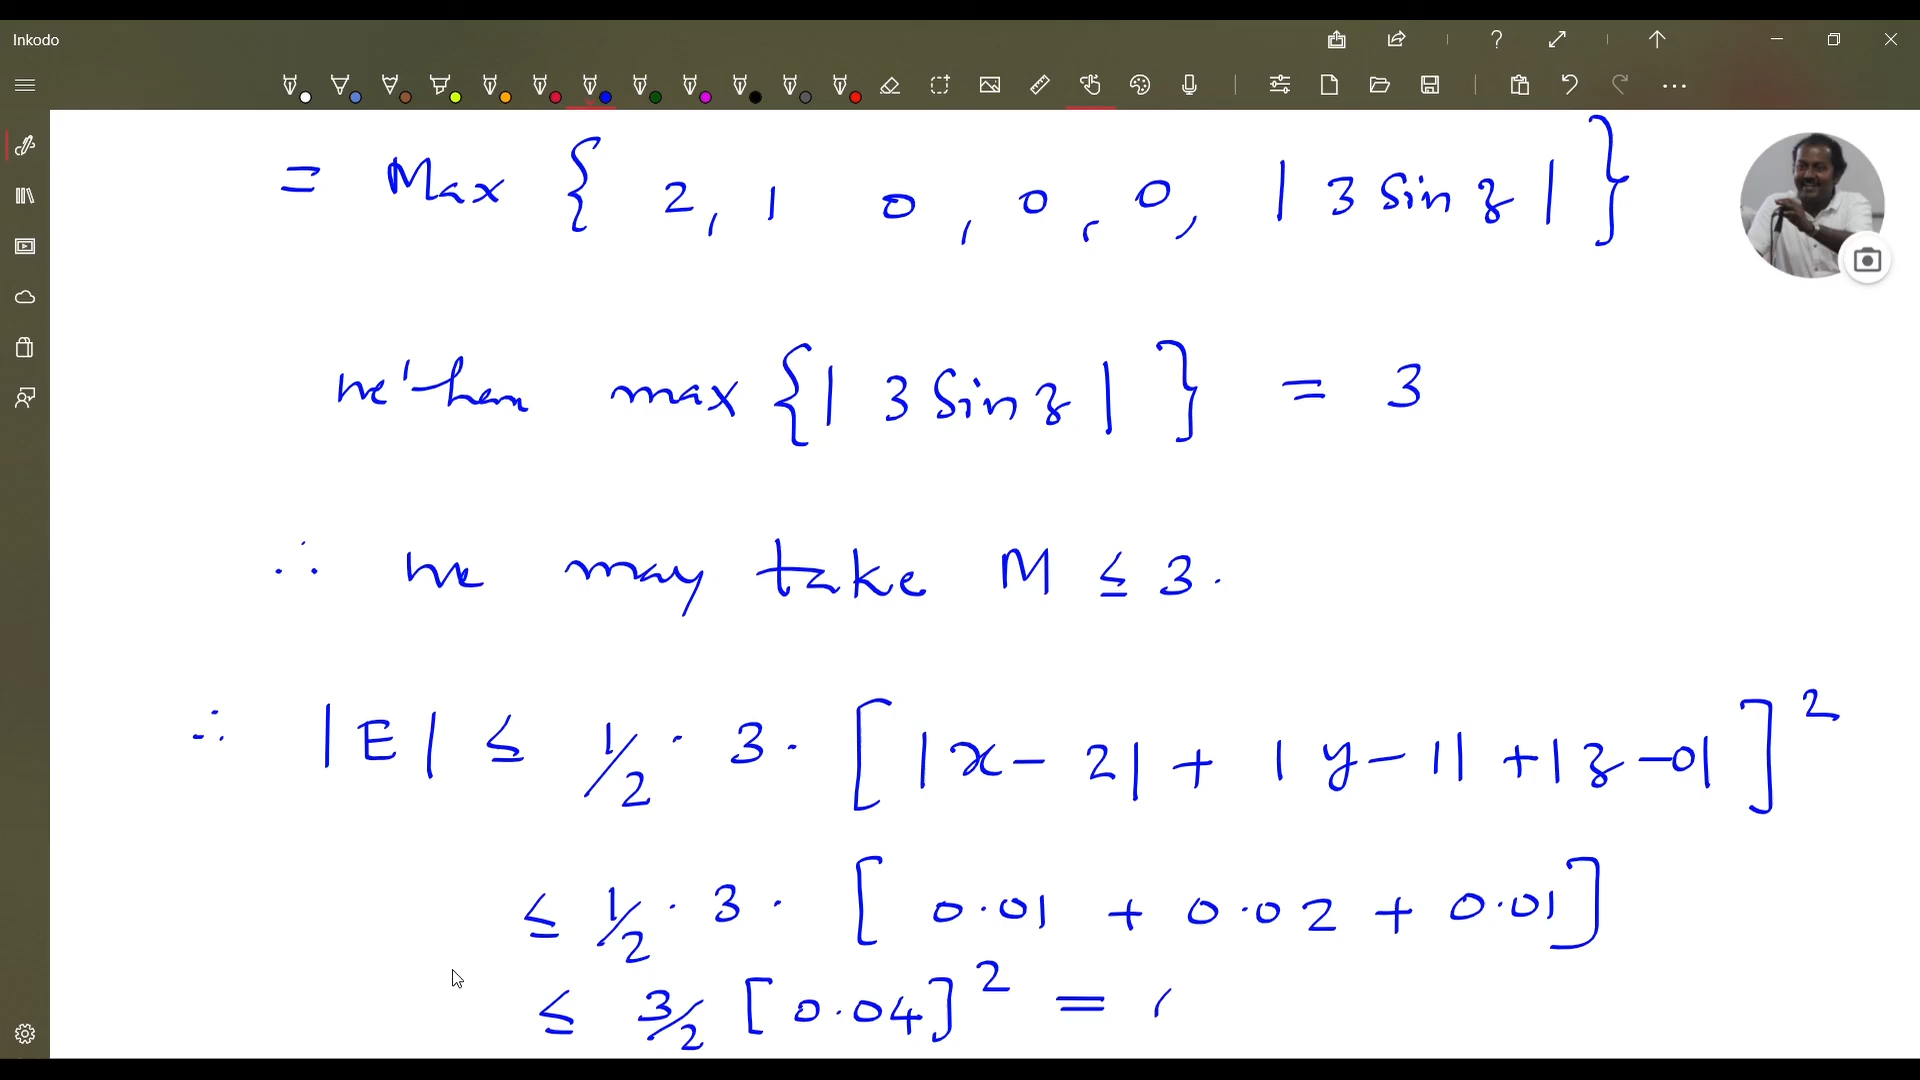 Inkodo
= Max { 2, 1 0, 0, 0, | 3 Sin z | }
max { | 3 Sin z | } = 3
∴ we may take M ≤ 3.
∴ |E| ≤ 1/2 · 3 · [ |x - 2| + |y - 1| + |z - 0| ]²
≤ 1/2 · 3 · [ 0.01 + 0.02 + 0.01 ]
≤ 3/2 [ 0.04 ]² =